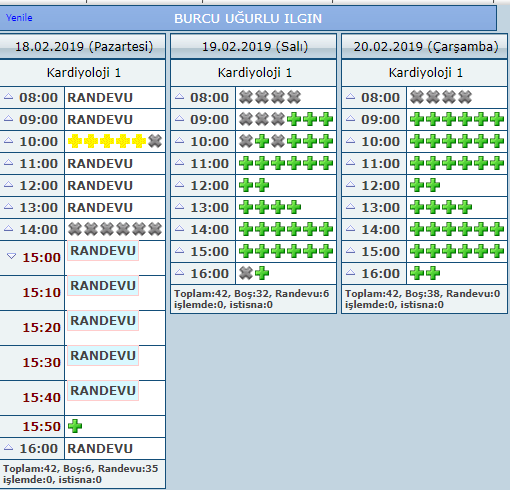 Yenile
BURCU UĞURLU ILGIN
18.02.2019 (Pazartesi)
Kardiyoloji 1
08:00 RANDEVU
09:00 RANDEVU
10:00
11:00 RANDEVU
12:00 RANDEVU
13:00 RANDEVU
14:00
15:00 RANDEVU
15:10 RANDEVU
15:20 RANDEVU
15:30 RANDEVU
15:40 RANDEVU
15:50
16:00 RANDEVU
Toplam:42, Boş:6, Randevu:35
işlemde:0, istisna:0
19.02.2019 (Salı)
Kardiyoloji 1
08:00
09:00
10:00
11:00
12:00
13:00
14:00
15:00
16:00
Toplam:42, Boş:32, Randevu:6
işlemde:0, istisna:0
20.02.2019 (Çarşamba)
Kardiyoloji 1
08:00
09:00
10:00
11:00
12:00
13:00
14:00
15:00
16:00
Toplam:42, Boş:38, Randevu:0
işlemde:0, istisna:0